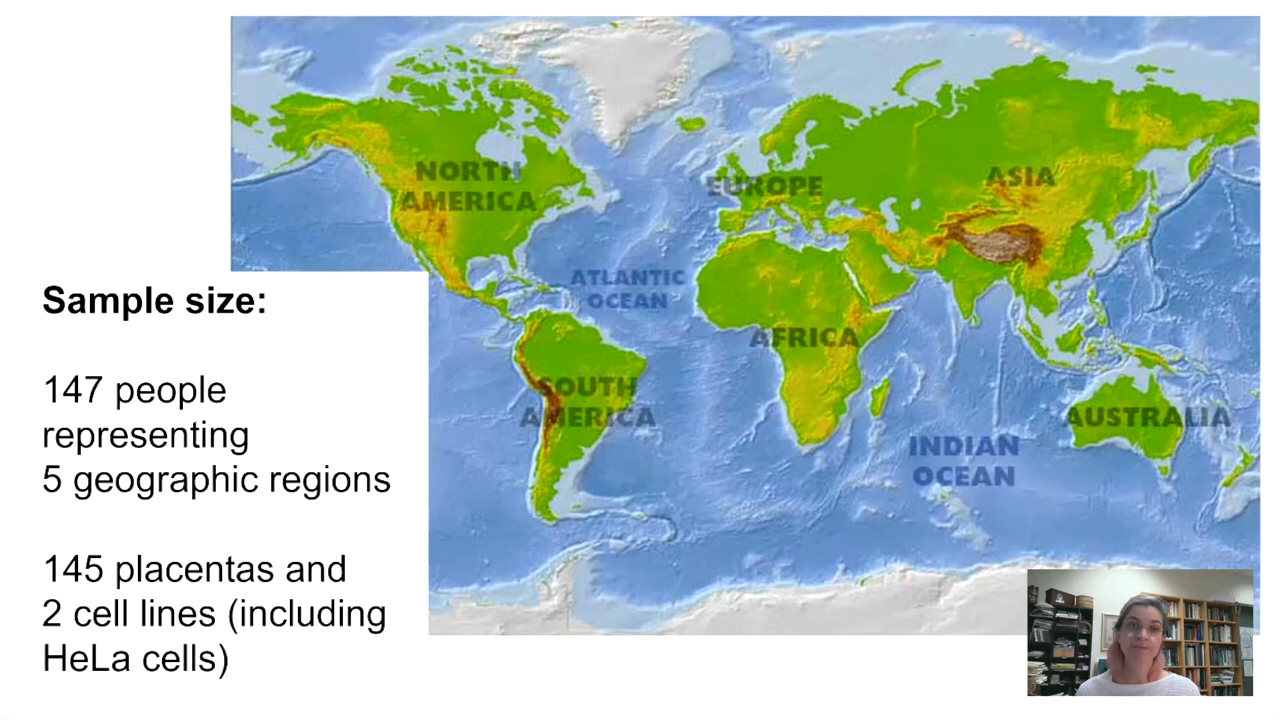 NORTH
AMERICA
EUROPE
ASIA
ATLANTIC
OCEAN
AFRICA
SOUTH
AMERICA
AUSTRALIA
INDIAN
OCEAN
Sample size:
147 people
representing
5 geographic regions
145 placentas and
2 cell lines (including
HeLa cells)